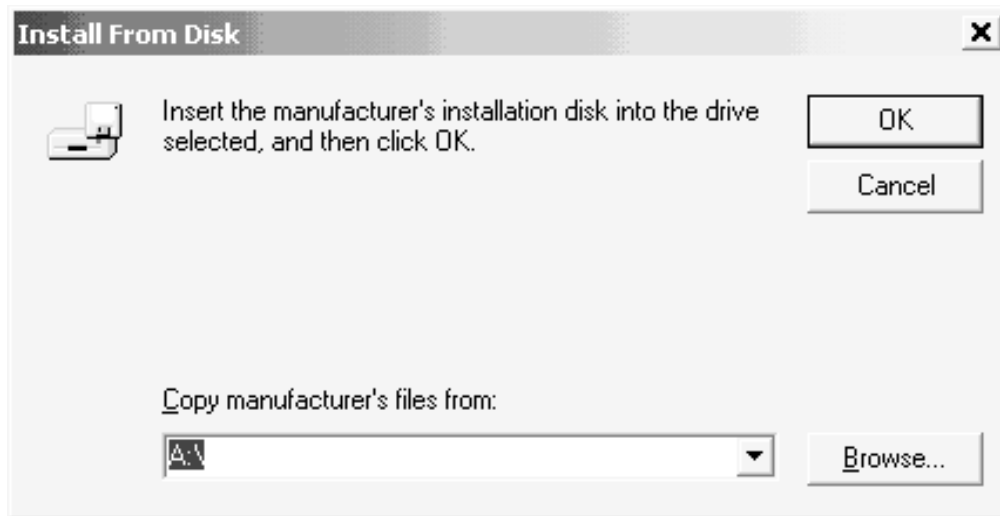 Install From Disk
Insert the manufacturer's installation disk into the drive
selected, and then click OK.
OK
Cancel
Copy manufacturer's files from:
A:\
Browse...